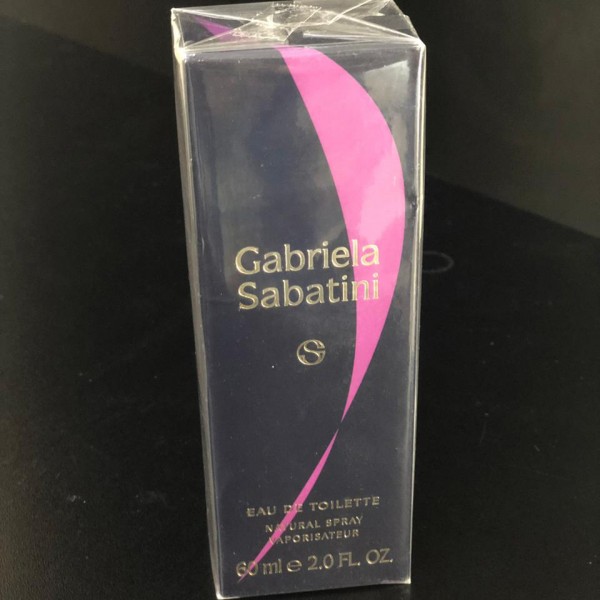 Gabriela
Sabatini
EAU DE TOILETTE
NATURAL SPRAY
VAPORISATEUR
60 ml e 2.0 FL. OZ.